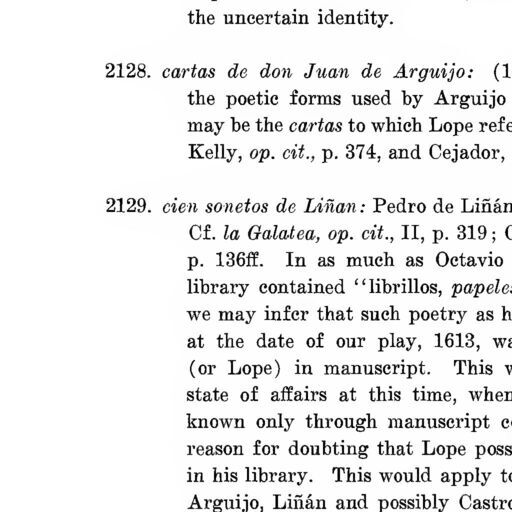 the uncertain identity.
2128. cartas de don Juan de Arguijo: (1
the poetic forms used by Arguijo
may be the cartas to which Lope refe
Kelly, op. cit., p. 374, and Cejador,
2129. cien sonetos de Liñan: Pedro de Liñán
Cf. la Galatea, op. cit., II, p. 319; C
p. 136ff. In as much as Octavio
library contained "librillos, papeles
we may infer that such poetry as h
at the date of our play, 1613, wa
(or Lope) in manuscript. This w
state of affairs at this time, when
known only through manuscript c
reason for doubting that Lope poss
in his library. This would apply to
Arguijo, Liñán and possibly Castro